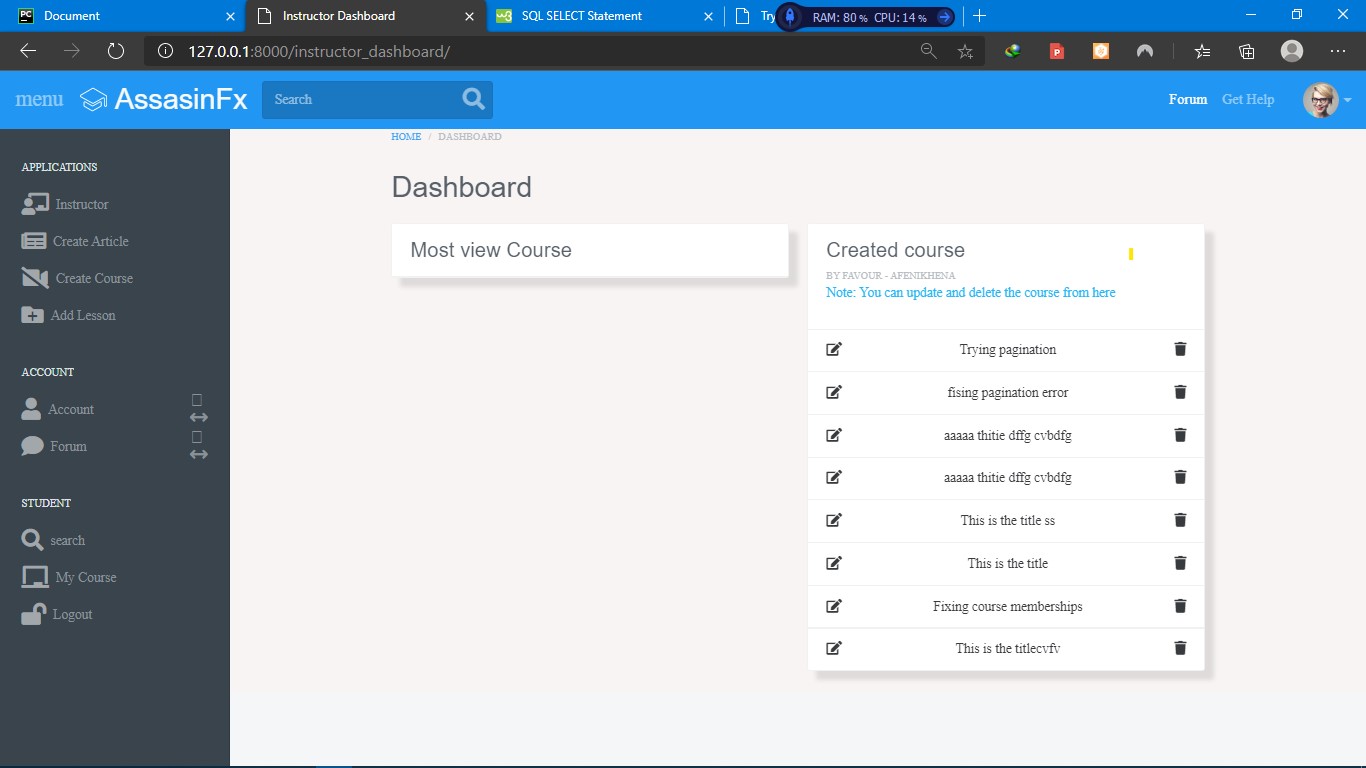 Document
Instructor Dashboard
SQL SELECT Statement
Try
RAM: 80 % CPU: 14 %
127.0.0.1:8000/instructor_dashboard/
menu
AssasinFx
Search
Forum
Get Help
APPLICATIONS
Instructor
Create Article
Create Course
Add Lesson
ACCOUNT
Account
Forum
STUDENT
search
My Course
Logout
HOME / DASHBOARD
Dashboard
Most view Course
Created course
BY FAVOUR - AFENIKHENA
Note: You can update and delete the course from here
Trying pagination
fising pagination error
aaaaa thitie dffg cvbdfg
aaaaa thitie dffg cvbdfg
This is the title ss
This is the title
Fixing course memberships
This is the titlecvfv